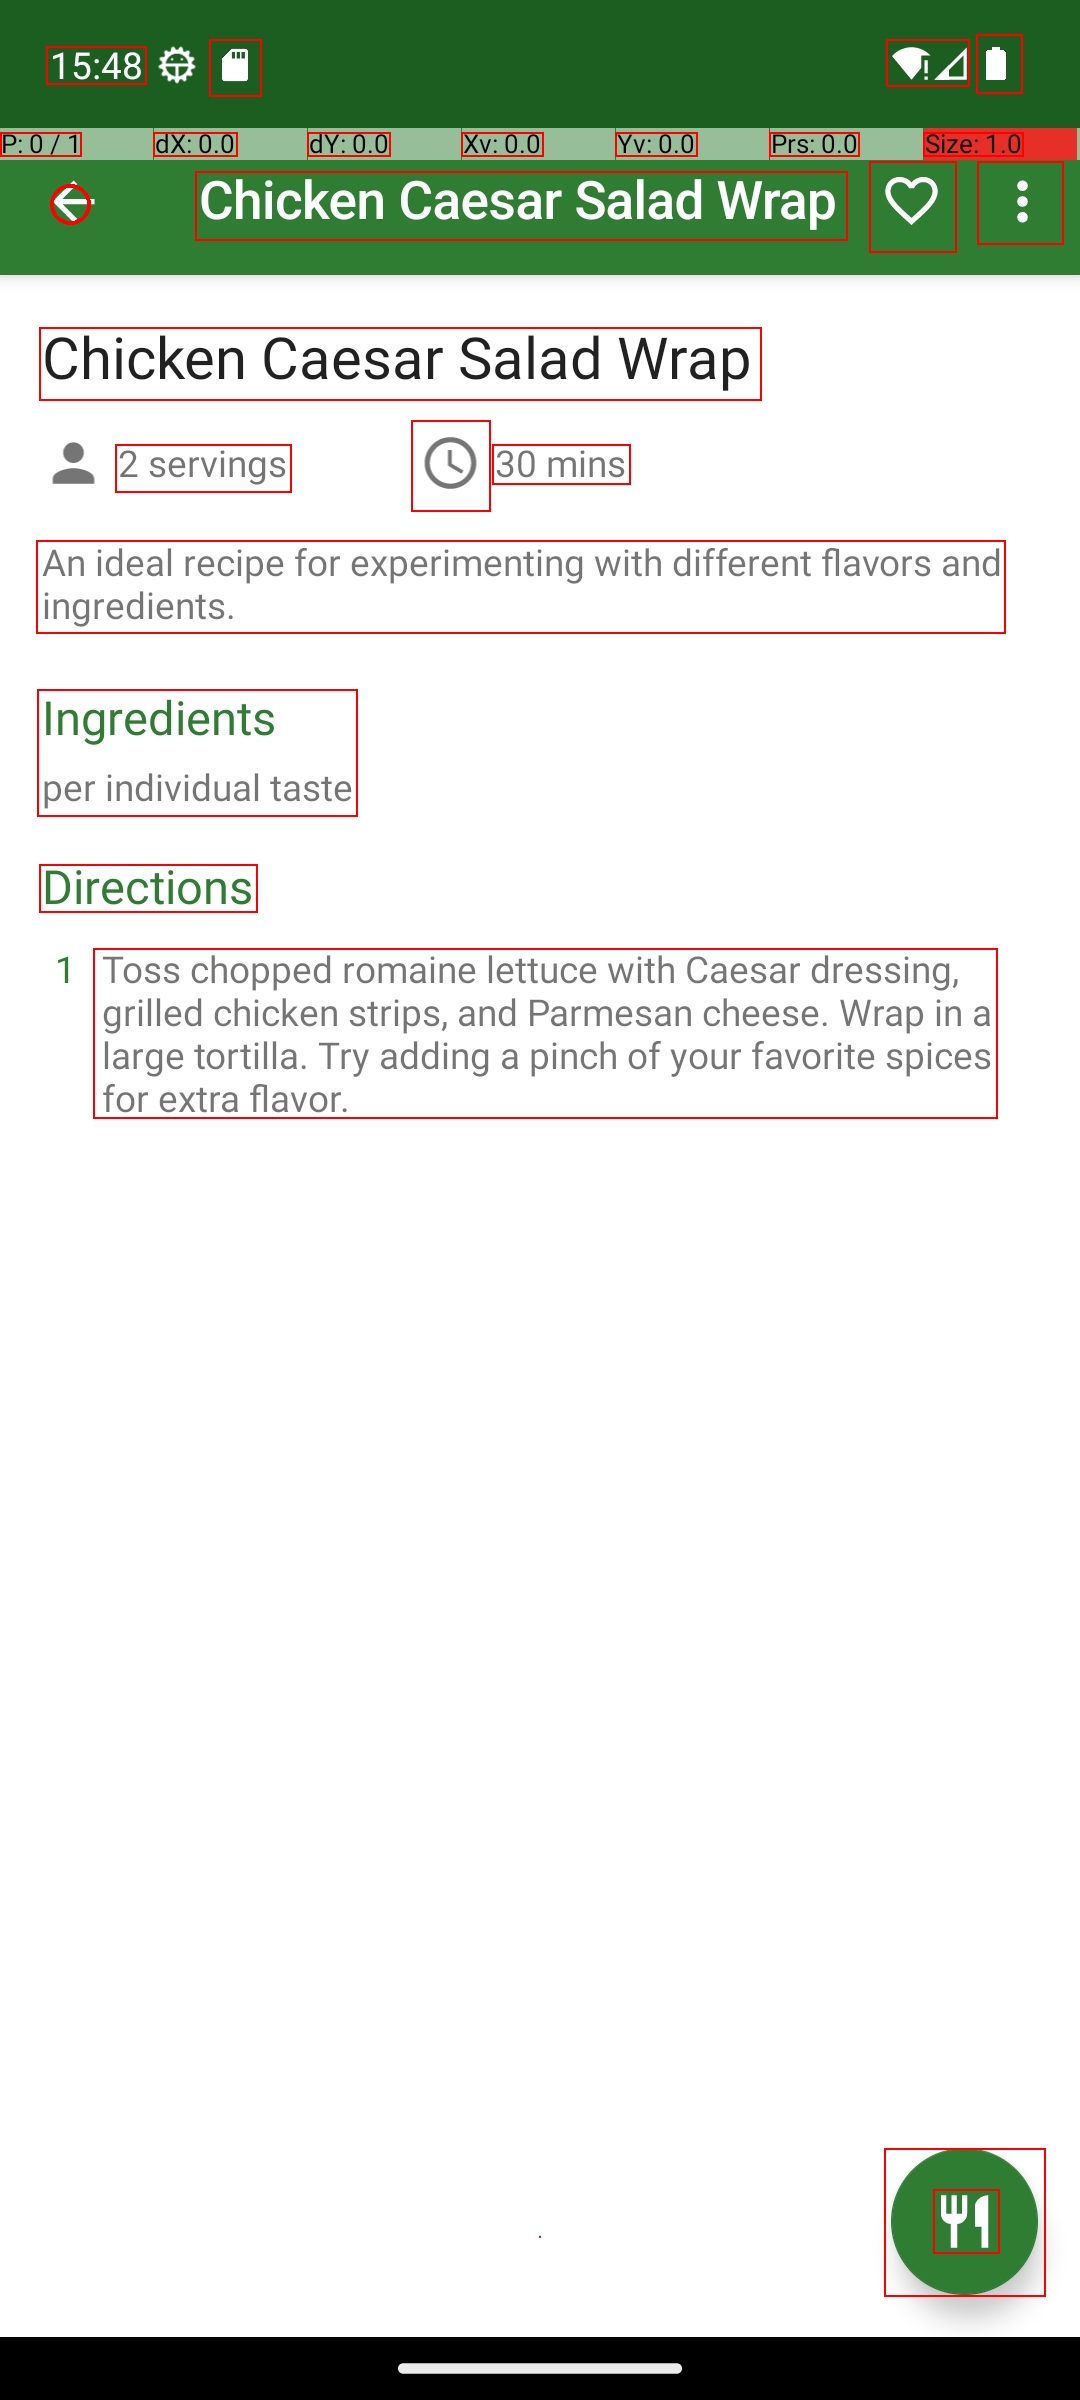 15:48
P: 0 / 1 dX: 0.0 dY: 0.0 Xv: 0.0 Yv: 0.0 Prs: 0.0 Size: 1.0
Chicken Caesar Salad Wrap
Chicken Caesar Salad Wrap
2 servings 30 mins
An ideal recipe for experimenting with different flavors and
ingredients.
Ingredients
per individual taste
Directions
1 Toss chopped romaine lettuce with Caesar dressing,
grilled chicken strips, and Parmesan cheese. Wrap in a
large tortilla. Try adding a pinch of your favorite spices
for extra flavor.